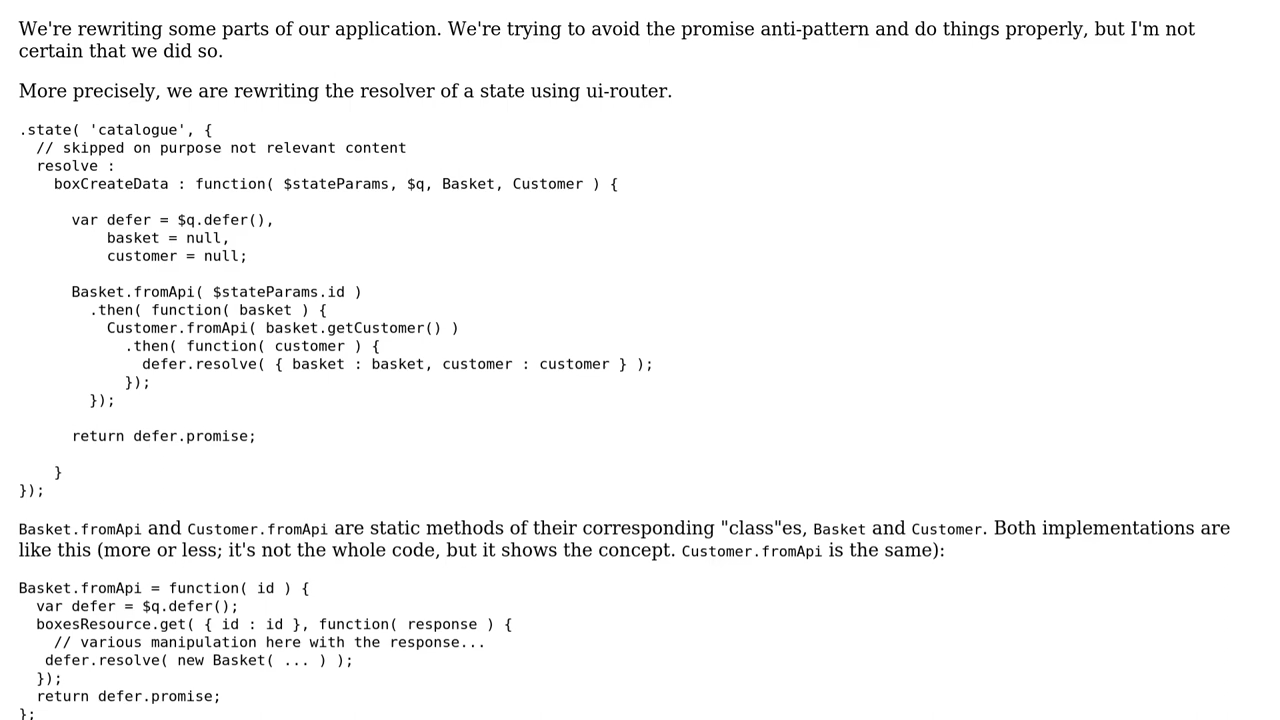 We're rewriting some parts of our application. We're trying to avoid the promise anti-pattern and do things properly, but I'm not
certain that we did so.
More precisely, we are rewriting the resolver of a state using ui-router.
.state( 'catalogue', {
  // skipped on purpose not relevant content
  resolve :
    boxCreateData : function( $stateParams, $q, Basket, Customer ) {
      var defer = $q.defer(),
          basket = null,
          customer = null;
      Basket.fromApi( $stateParams.id )
        .then( function( basket ) {
          Customer.fromApi( basket.getCustomer() )
            .then( function( customer ) {
              defer.resolve( { basket : basket, customer : customer } );
            });
        });
      return defer.promise;
    }
});
Basket.fromApi and Customer.fromApi are static methods of their corresponding "class"es, Basket and Customer. Both implementations are
like this (more or less; it's not the whole code, but it shows the concept. Customer.fromApi is the same):
Basket.fromApi = function( id ) {
  var defer = $q.defer();
  boxesResource.get( { id : id }, function( response ) {
    // various manipulation here with the response...
   defer.resolve( new Basket( ... ) );
  });
  return defer.promise;
};